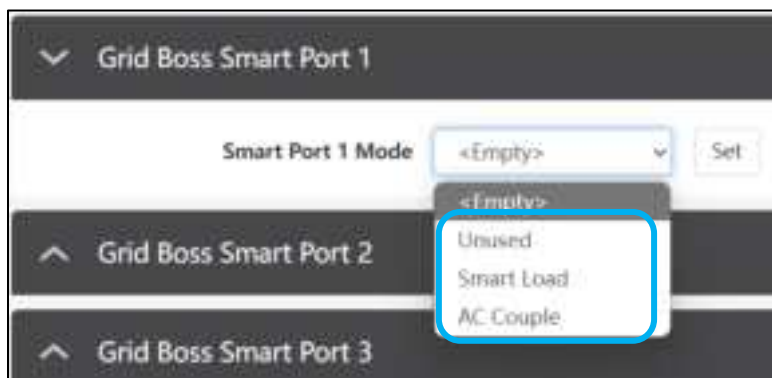 Grid Boss Smart Port 1
Smart Port 1 Mode <Empty> Set
<Empty>
Grid Boss Smart Port 2
Unused
Smart Load
AC Couple
Grid Boss Smart Port 3